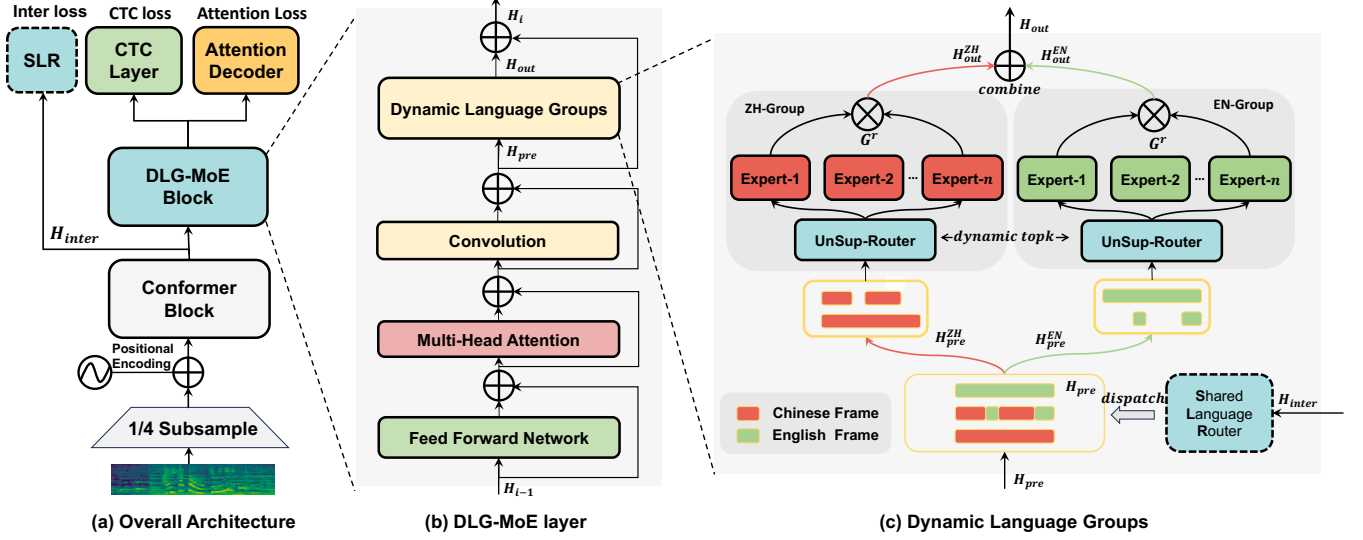 Inter loss
CTC loss
Attention Loss
SLR
CTC
Layer
Attention
Decoder
DLG-MoE
Block
H_inter
Conformer
Block
Positional
Encoding
1/4 Subsample
(a) Overall Architecture
H_i
H_out
Dynamic Language Groups
H_pre
Convolution
Multi-Head Attention
Feed Forward Network
H_{i-1}
(b) DLG-MoE layer
H_out
H_out^ZH
H_out^EN
combine
ZH-Group
G^r
Expert-1
Expert-2
...
Expert-n
UnSup-Router
dynamic topk
EN-Group
G^r
Expert-1
Expert-2
...
Expert-n
UnSup-Router
H_pre^ZH
H_pre^EN
H_pre
dispatch
Shared
Language
Router
H_inter
Chinese Frame
English Frame
H_pre
(c) Dynamic Language Groups